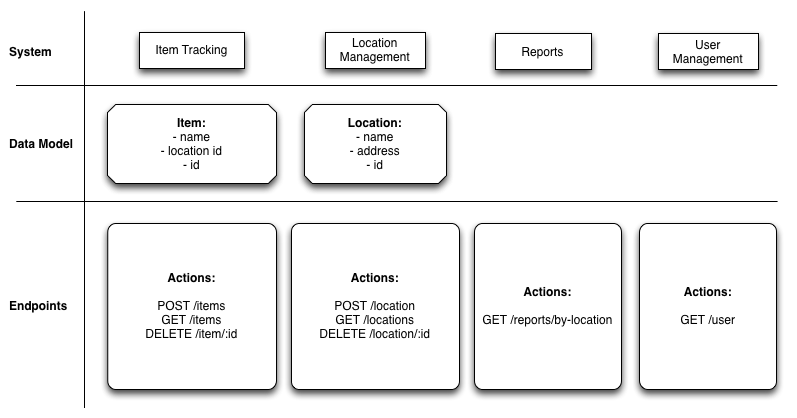 System
Item Tracking
Location
Management
Reports
User
Management
Data Model
Item:
- name
- location id
- id
Location:
- name
- address
- id
Endpoints
Actions:
POST /items
GET /items
DELETE /item/:id
Actions:
POST /location
GET /locations
DELETE /location/:id
Actions:
GET /reports/by-location
Actions:
GET /user